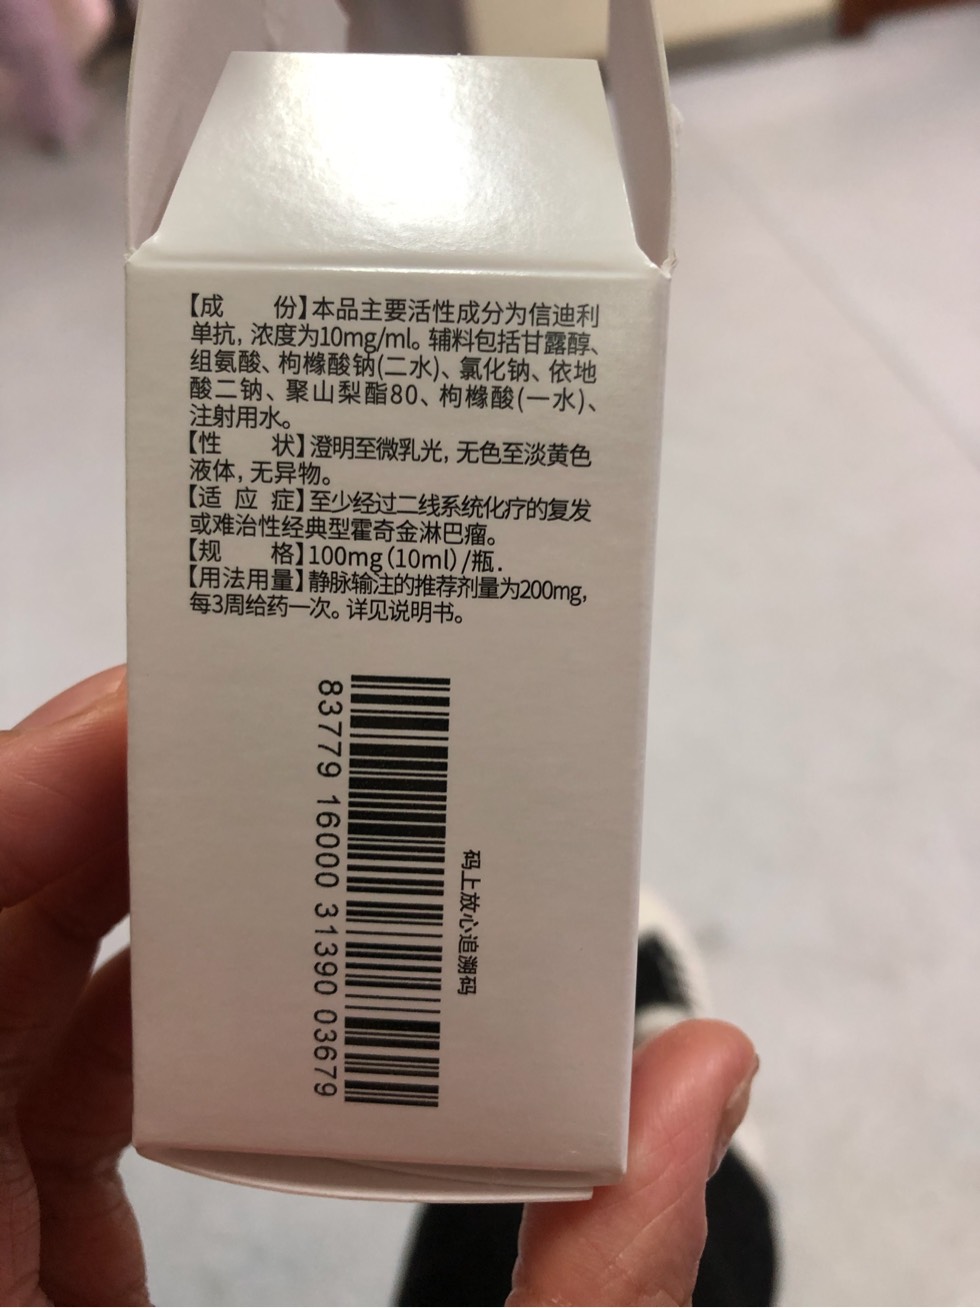 【成 份】本品主要活性成分为信迪利
单抗, 浓度为10mg/ml。辅料包括甘露醇、
组氨酸、枸橼酸钠(二水)、氯化钠、依地
酸二钠、聚山梨酯80、枸橼酸(一水)、
注射用水。
【性 状】澄明至微乳光, 无色至淡黄色
液体, 无异物。
【适 应 症】至少经过二线系统化疗的复发
或难治性经典型霍奇金淋巴瘤。
【规 格】100mg(10ml)/瓶.
【用法用量】静脉输注的推荐剂量为200mg,
每3周给药一次。详见说明书。
码上放心追溯码
83779 16000 31390 03679